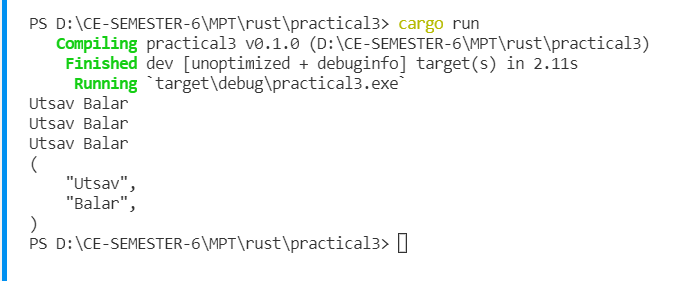 PS D:\CE-SEMESTER-6\MPT\rust\practical3> cargo run
   Compiling practical3 v0.1.0 (D:\CE-SEMESTER-6\MPT\rust\practical3)
    Finished dev [unoptimized + debuginfo] target(s) in 2.11s
     Running `target\debug\practical3.exe`
Utsav Balar
Utsav Balar
Utsav Balar
(
    "Utsav",
    "Balar",
)
PS D:\CE-SEMESTER-6\MPT\rust\practical3>